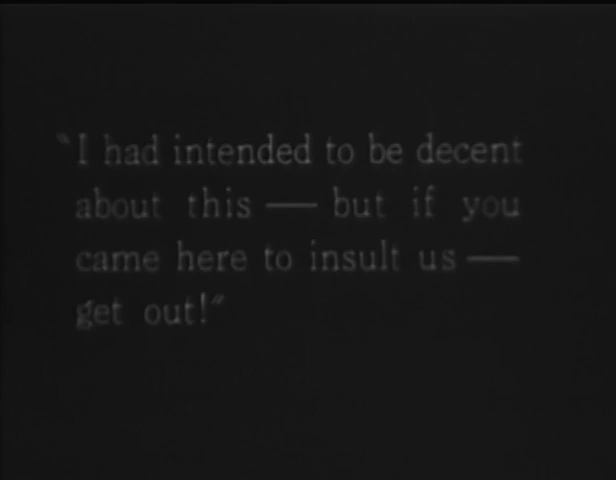 "I had intended to be decent
about this — but if you
came here to insult us —
get out!"